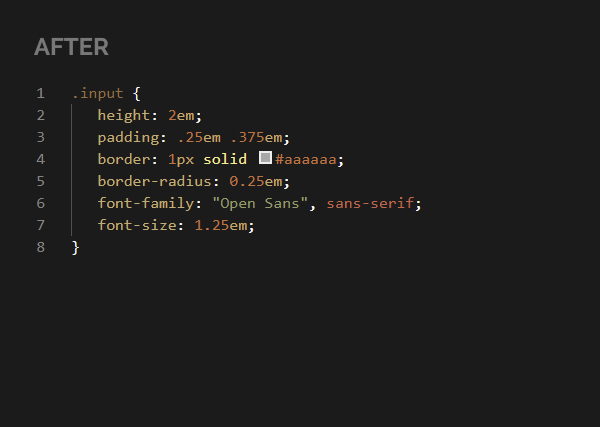 AFTER
1 .input {
2 height: 2em;
3 padding: .25em .375em;
4 border: 1px solid #aaaaaa;
5 border-radius: 0.25em;
6 font-family: "Open Sans", sans-serif;
7 font-size: 1.25em;
8 }